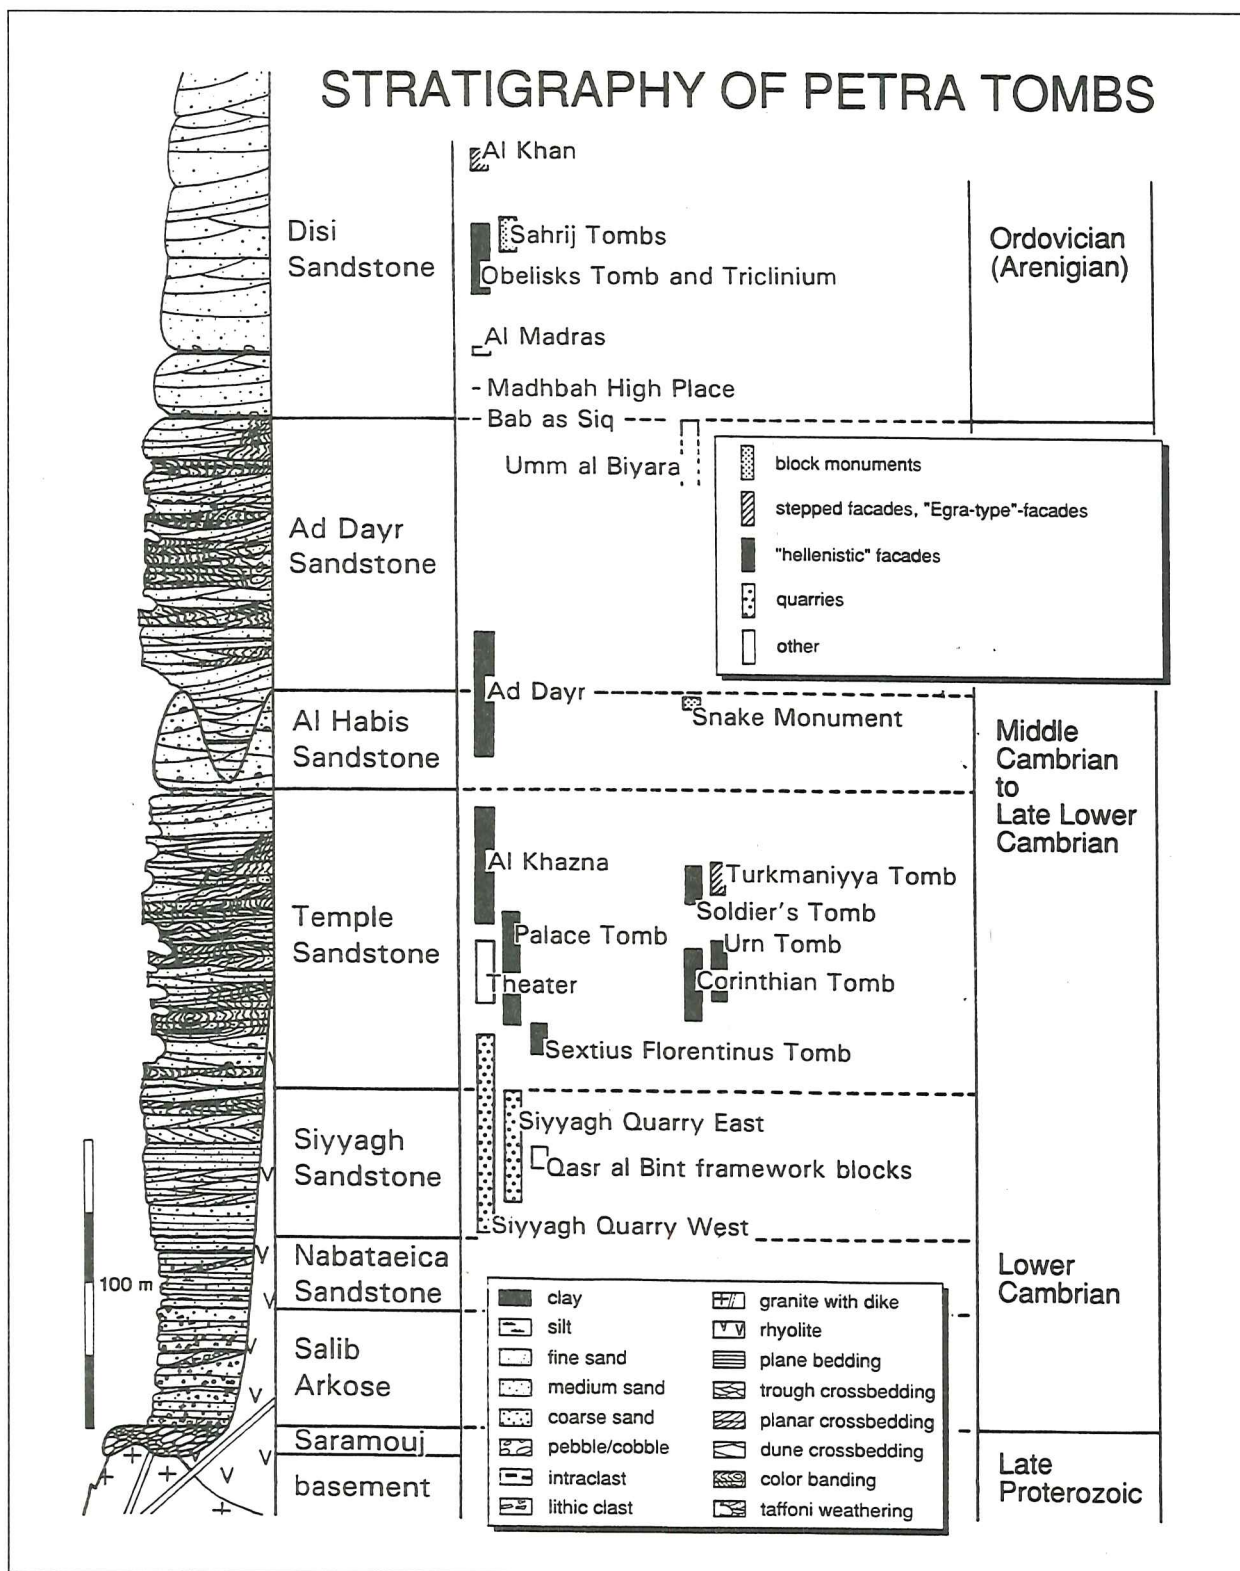 STRATIGRAPHY OF PETRA TOMBS
Disi
Sandstone
Ad Dayr
Sandstone
Al Habis
Sandstone
Temple
Sandstone
Siyyagh
Sandstone
Nabataeica
Sandstone
Salib
Arkose
Saramouj
basement
100 m
Al Khan
Sahrij Tombs
Obelisks Tomb and Triclinium
Al Madras
Madhbah High Place
Bab as Siq
Umm al Biyara
Ad Dayr
Snake Monument
Al Khazna
Turkmaniyya Tomb
Soldier's Tomb
Palace Tomb
Urn Tomb
Theater
Corinthian Tomb
Sextius Florentinus Tomb
Siyyagh Quarry East
Qasr al Bint framework blocks
Siyyagh Quarry West
Ordovician
(Arenigian)
block monuments
stepped facades, "Egra-type"-facades
"hellenistic" facades
quarries
other
Middle
Cambrian
to
Late Lower
Cambrian
Lower
Cambrian
Late
Proterozoic
clay
silt
fine sand
medium sand
coarse sand
pebble/cobble
intraclast
lithic clast
granite with dike
rhyolite
plane bedding
trough crossbedding
planar crossbedding
dune crossbedding
color banding
taffoni weathering